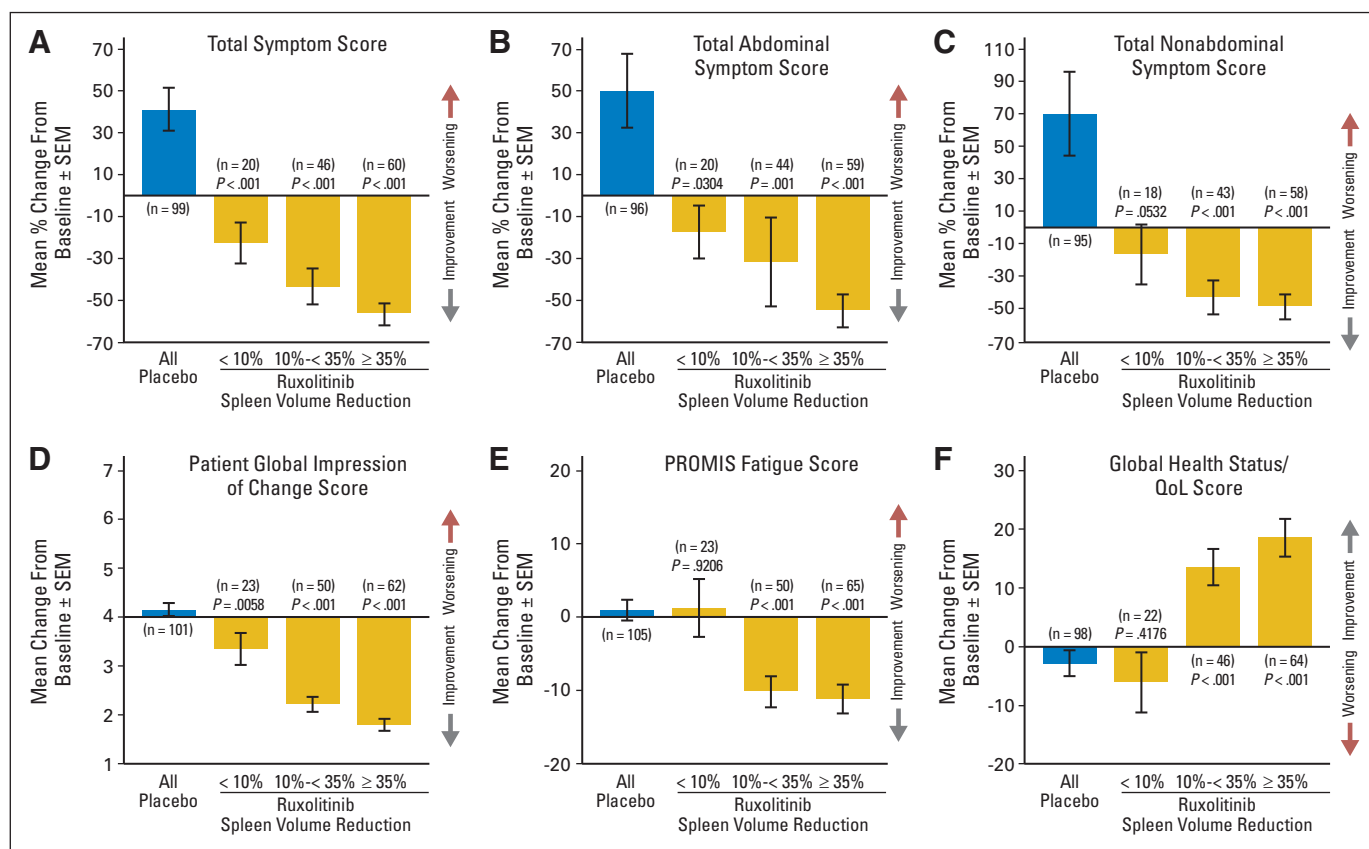 A
Total Symptom Score
Mean % Change From
Baseline ± SEM
70
50
30
10
-10
-30
-50
-70
(n = 99)
(n = 20)
P < .001
(n = 46)
P < .001
(n = 60)
P < .001
Worsening
Improvement
All
Placebo
< 10%
10%-< 35%
≥ 35%
Ruxolitinib
Spleen Volume Reduction
B
Total Abdominal
Symptom Score
Mean % Change From
Baseline ± SEM
70
50
30
10
-10
-30
-50
-70
(n = 96)
(n = 20)
P = .0304
(n = 44)
P = .001
(n = 59)
P < .001
Worsening
Improvement
All
Placebo
< 10%
10%-< 35%
≥ 35%
Ruxolitinib
Spleen Volume Reduction
C
Total Nonabdominal
Symptom Score
Mean % Change From
Baseline ± SEM
110
90
70
50
30
10
-10
-30
-50
-70
(n = 95)
(n = 18)
P = .0532
(n = 43)
P < .001
(n = 58)
P < .001
Worsening
Improvement
All
Placebo
< 10%
10%-< 35%
≥ 35%
Ruxolitinib
Spleen Volume Reduction
D
Patient Global Impression
of Change Score
Mean Change From
Baseline ± SEM
7
6
5
4
3
2
1
(n = 101)
(n = 23)
P = .0058
(n = 50)
P < .001
(n = 62)
P < .001
Worsening
Improvement
All
Placebo
< 10%
10%-< 35%
≥ 35%
Ruxolitinib
Spleen Volume Reduction
E
PROMIS Fatigue Score
Mean Change From
Baseline ± SEM
20
10
0
-10
-20
(n = 105)
(n = 23)
P = .9206
(n = 50)
P < .001
(n = 65)
P < .001
Worsening
Improvement
All
Placebo
< 10%
10%-< 35%
≥ 35%
Ruxolitinib
Spleen Volume Reduction
F
Global Health Status/
QoL Score
Mean Change From
Baseline ± SEM
30
20
10
0
-10
-20
(n = 98)
(n = 22)
P = .4176
(n = 46)
P < .001
(n = 64)
P < .001
Improvement
Worsening
All
Placebo
< 10%
10%-< 35%
≥ 35%
Ruxolitinib
Spleen Volume Reduction